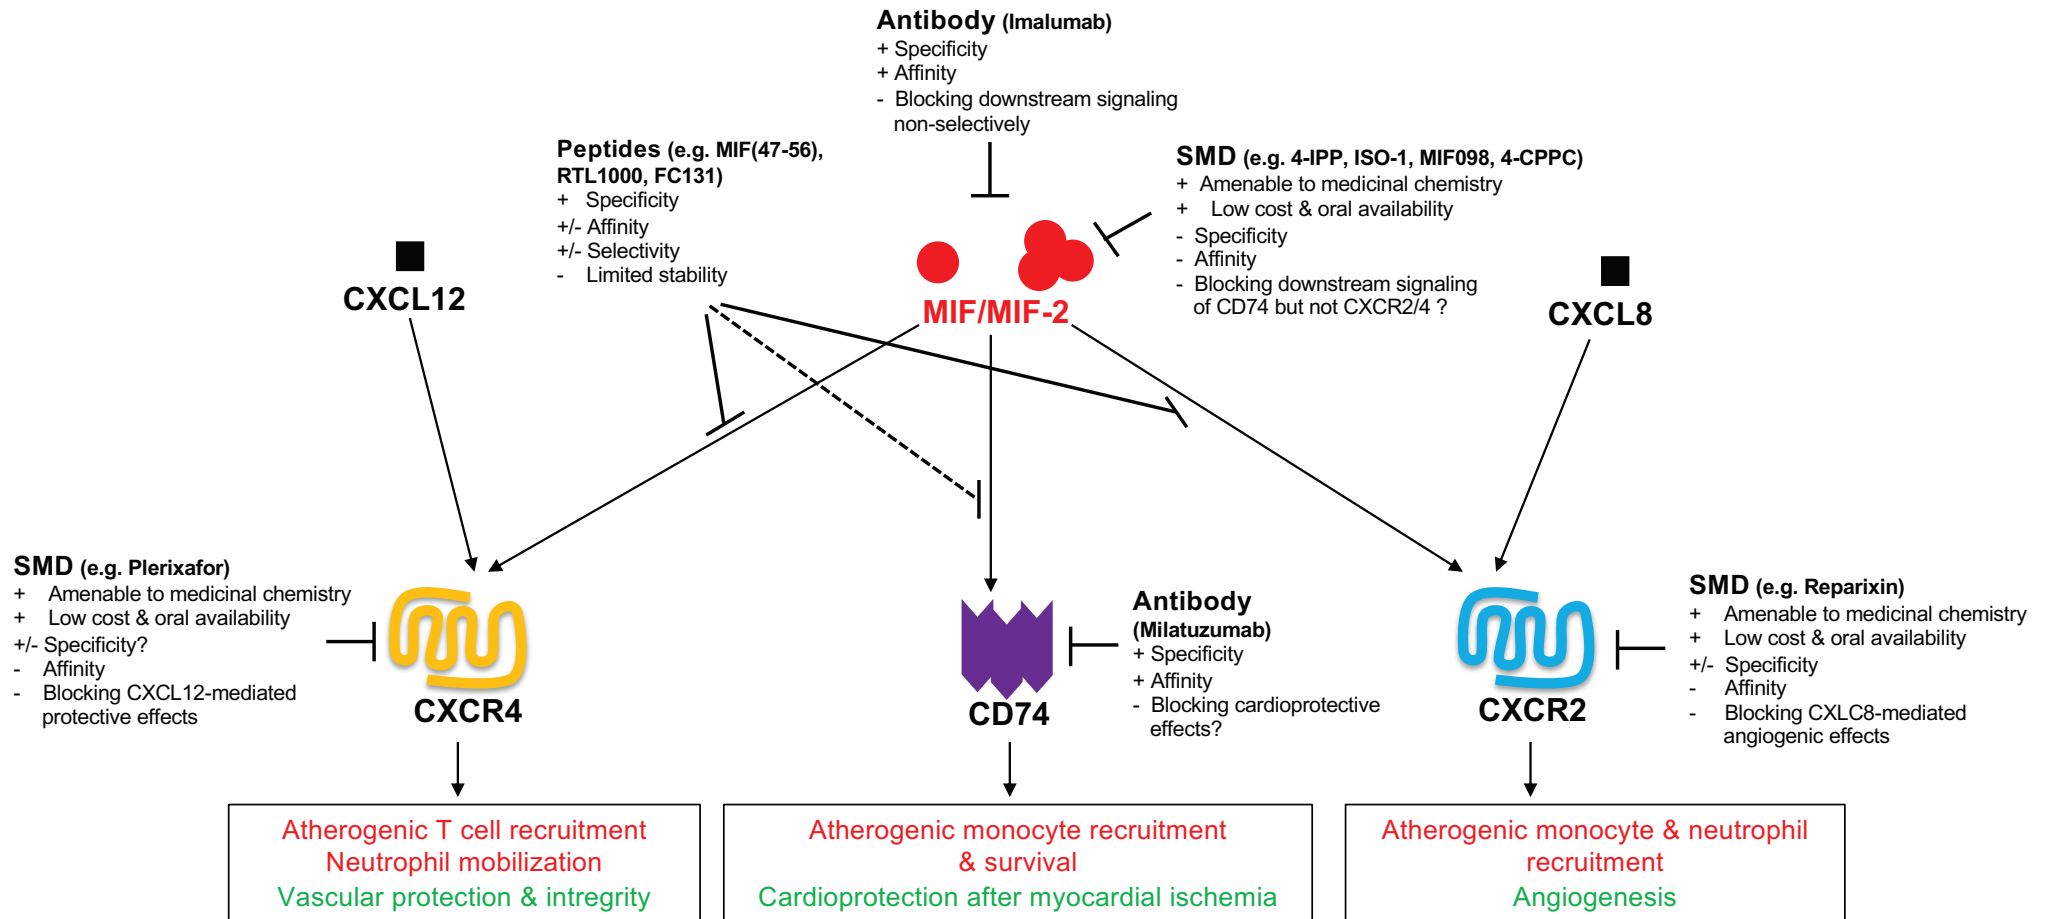 Antibody (Imalumab)
+ Specificity
+ Affinity
- Blocking downstream signaling
non-selectively
Peptides (e.g. MIF(47-56),
RTL1000, FC131)
+ Specificity
+/- Affinity
+/- Selectivity
- Limited stability
SMD (e.g. 4-IPP, ISO-1, MIF098, 4-CPPC)
+ Amenable to medicinal chemistry
+ Low cost & oral availability
- Specificity
- Affinity
- Blocking downstream signaling
of CD74 but not CXCR2/4 ?
CXCL12
MIF/MIF-2
CXCL8
SMD (e.g. Plerixafor)
+ Amenable to medicinal chemistry
+ Low cost & oral availability
+/- Specificity?
- Affinity
- Blocking CXCL12-mediated
protective effects
CXCR4
Antibody
(Milatuzumab)
+ Specificity
+ Affinity
- Blocking cardioprotective
effects?
CD74
SMD (e.g. Reparixin)
+ Amenable to medicinal chemistry
+ Low cost & oral availability
+/- Specificity
- Affinity
- Blocking CXLC8-mediated
angiogenic effects
CXCR2
Atherogenic T cell recruitment
Neutrophil mobilization
Vascular protection & intregrity
Atherogenic monocyte recruitment
& survival
Cardioprotection after myocardial ischemia
Atherogenic monocyte & neutrophil
recruitment
Angiogenesis